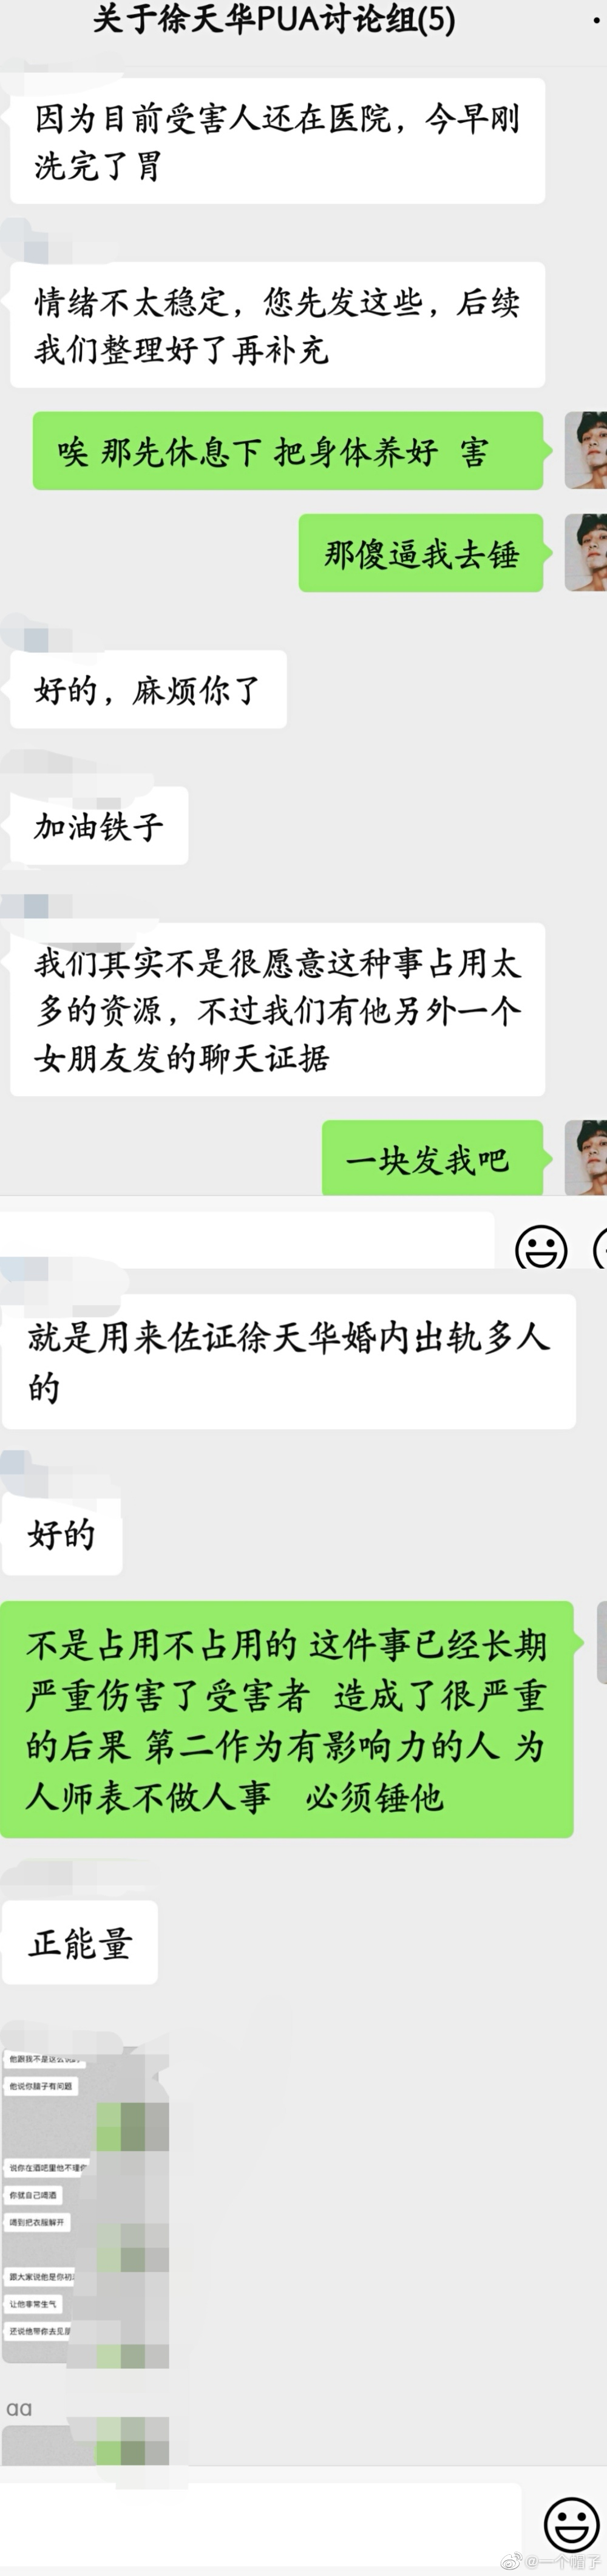 关于徐天华PUA讨论组(5)
因为目前受害人还在医院，今早刚
洗完了胃
情绪不太稳定，您先发这些，后续
我们整理好了再补充
唉 那先休息下 把身体养好 害
那傻逼我去锤
好的，麻烦你了
加油铁子
我们其实不是很愿意这种事占用太
多的资源，不过我们有他另外一个
女朋友发的聊天证据
一块发我吧
就是用来佐证徐天华婚内出轨多人
的
好的
不是占用不占用的 这件事已经长期
严重伤害了受害者 造成了很严重
的后果 第二作为有影响力的人 为
人师表不做人事 必须锤他
正能量
他跟我不是这么说的
他说你脑子有问题
说你在酒吧里他不理你
你就自己喝酒
喝到把衣服解开
跟大家说他是你初
让他非常生气
还说他带你去见朋
aa
@一个帽子